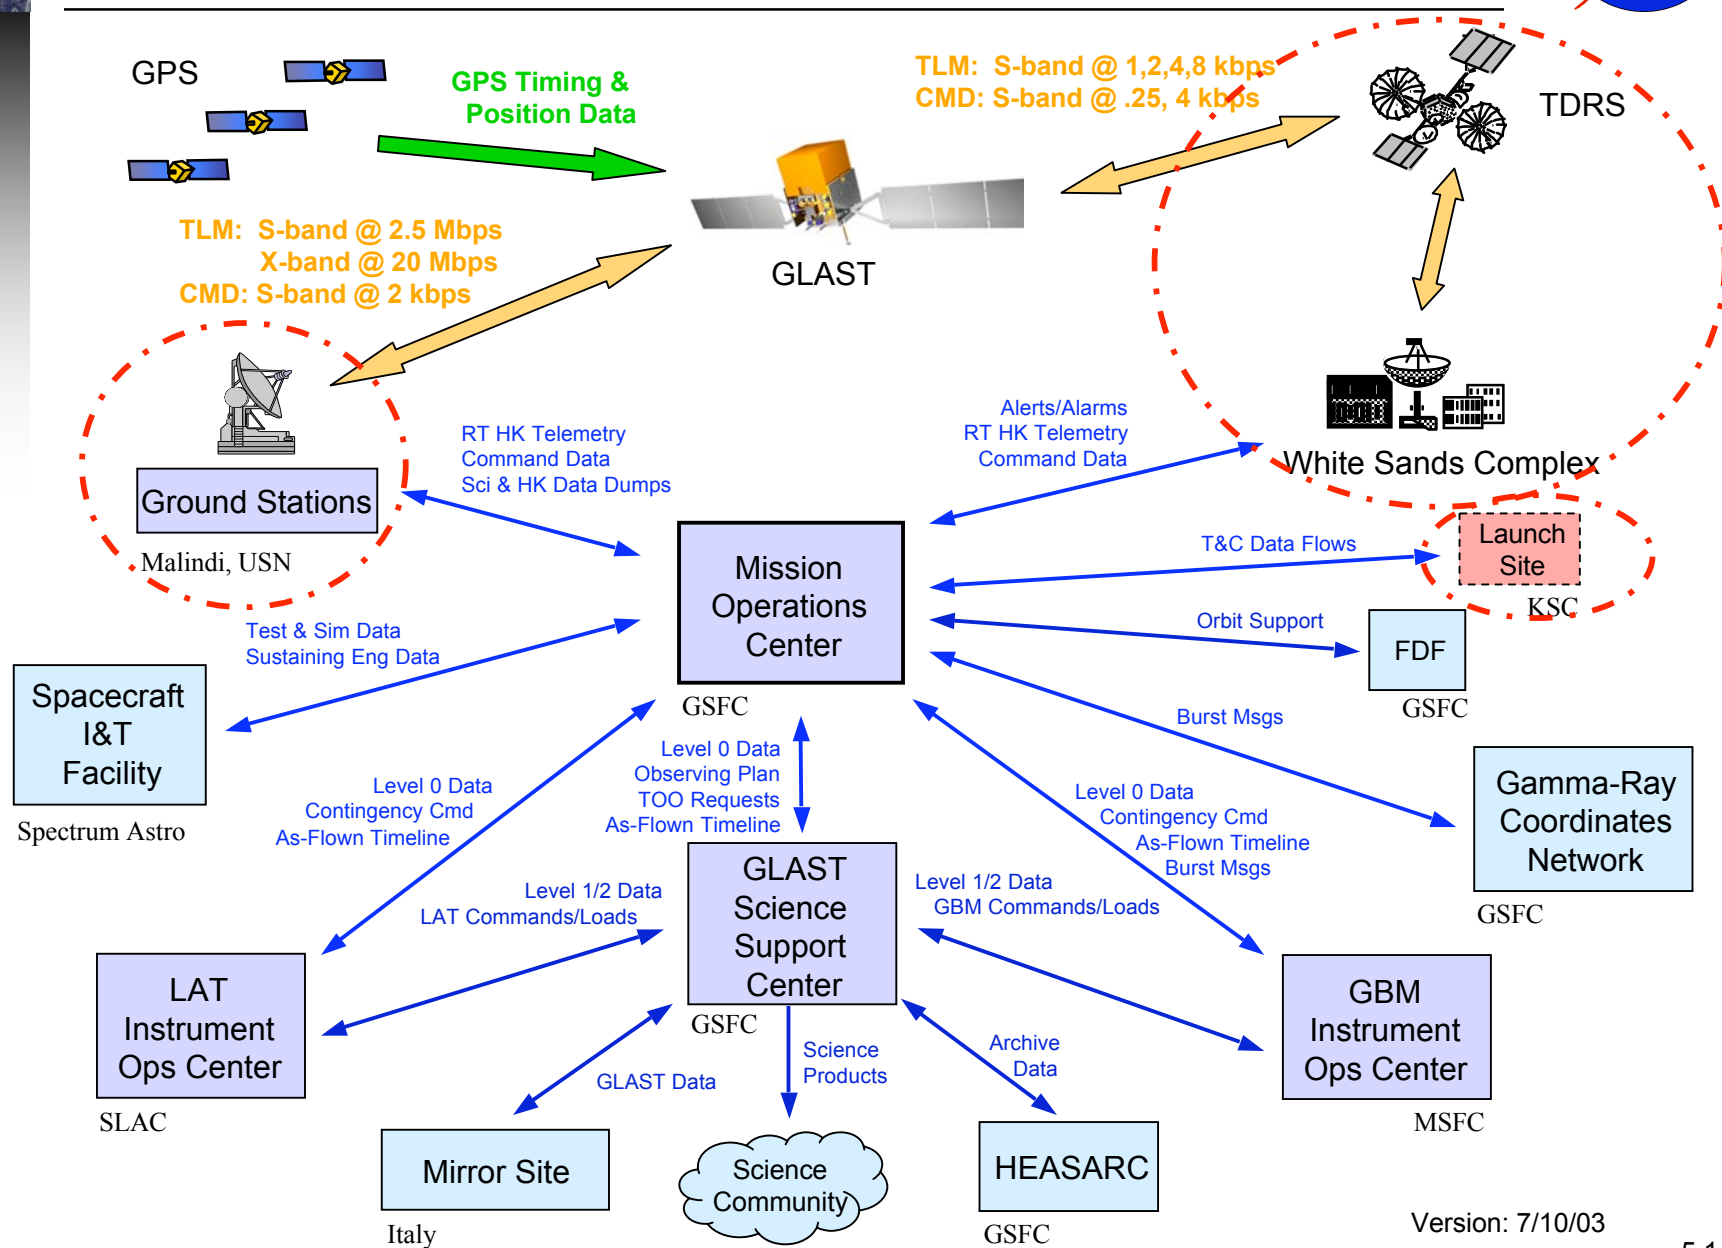 GPS
GPS Timing &
Position Data
TLM: S-band @ 1,2,4,8 kbps
CMD: S-band @ .25, 4 kbps
TDRS
TLM: S-band @ 2.5 Mbps
X-band @ 20 Mbps
CMD: S-band @ 2 kbps
GLAST
Ground Stations
Malindi, USN
RT HK Telemetry
Command Data
Sci & HK Data Dumps
Alerts/Alarms
RT HK Telemetry
Command Data
White Sands Complex
Mission
Operations
Center
GSFC
T&C Data Flows
Launch
Site
KSC
Orbit Support
FDF
GSFC
Test & Sim Data
Sustaining Eng Data
Spacecraft
I&T
Facility
Spectrum Astro
Burst Msgs
Gamma-Ray
Coordinates
Network
GSFC
Level 0 Data
Contingency Cmd
As-Flown Timeline
Level 0 Data
Observing Plan
TOO Requests
As-Flown Timeline
Level 0 Data
Contingency Cmd
As-Flown Timeline
Burst Msgs
GLAST
Science
Support
Center
GSFC
Level 1/2 Data
LAT Commands/Loads
Level 1/2 Data
GBM Commands/Loads
LAT
Instrument
Ops Center
SLAC
GBM
Instrument
Ops Center
MSFC
GLAST Data
Science
Products
Archive
Data
Mirror Site
Italy
Science
Community
HEASARC
GSFC
Version: 7/10/03